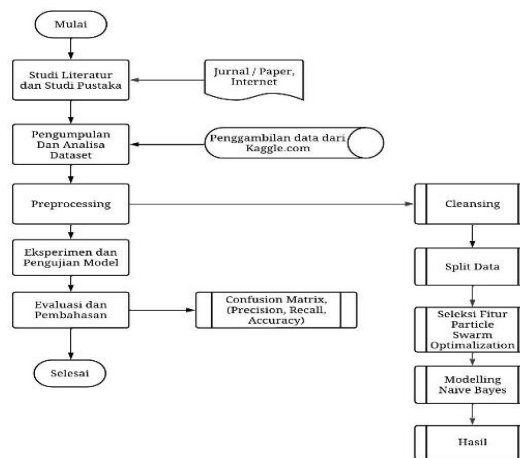 Mulai
Studi Literatur
dan Studi Pustaka
Jurnal / Paper,
Internet
Pengumpulan
Dan Analisa
Dataset
Penggambilan data dari
Kaggle.com
Preprocessing
Cleansing
Eksperimen dan
Pengujian Model
Split Data
Evaluasi dan
Pembahasan
Confusion Matrix,
(Precision, Recall,
Accuracy)
Seleksi Fitur
Particle
Swarm
Optimalization
Selesai
Modelling
Naive Bayes
Hasil